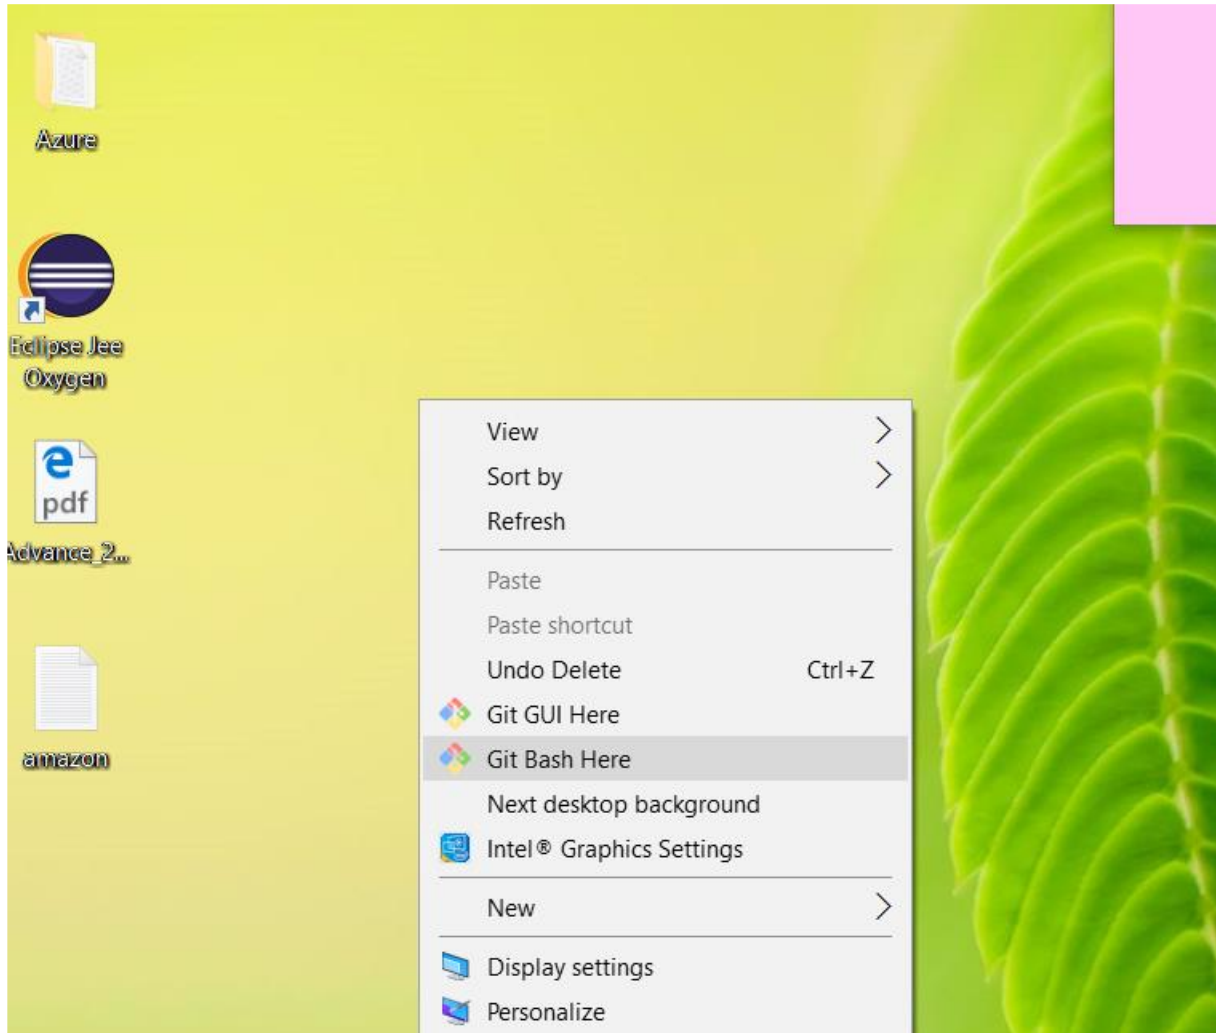 Azure
Eclipse Jee
Oxygen
pdf
Advance_2...
amazon
View
Sort by
Refresh
Paste
Paste shortcut
Undo Delete Ctrl+Z
Git GUI Here
Git Bash Here
Next desktop background
Intel® Graphics Settings
New
Display settings
Personalize